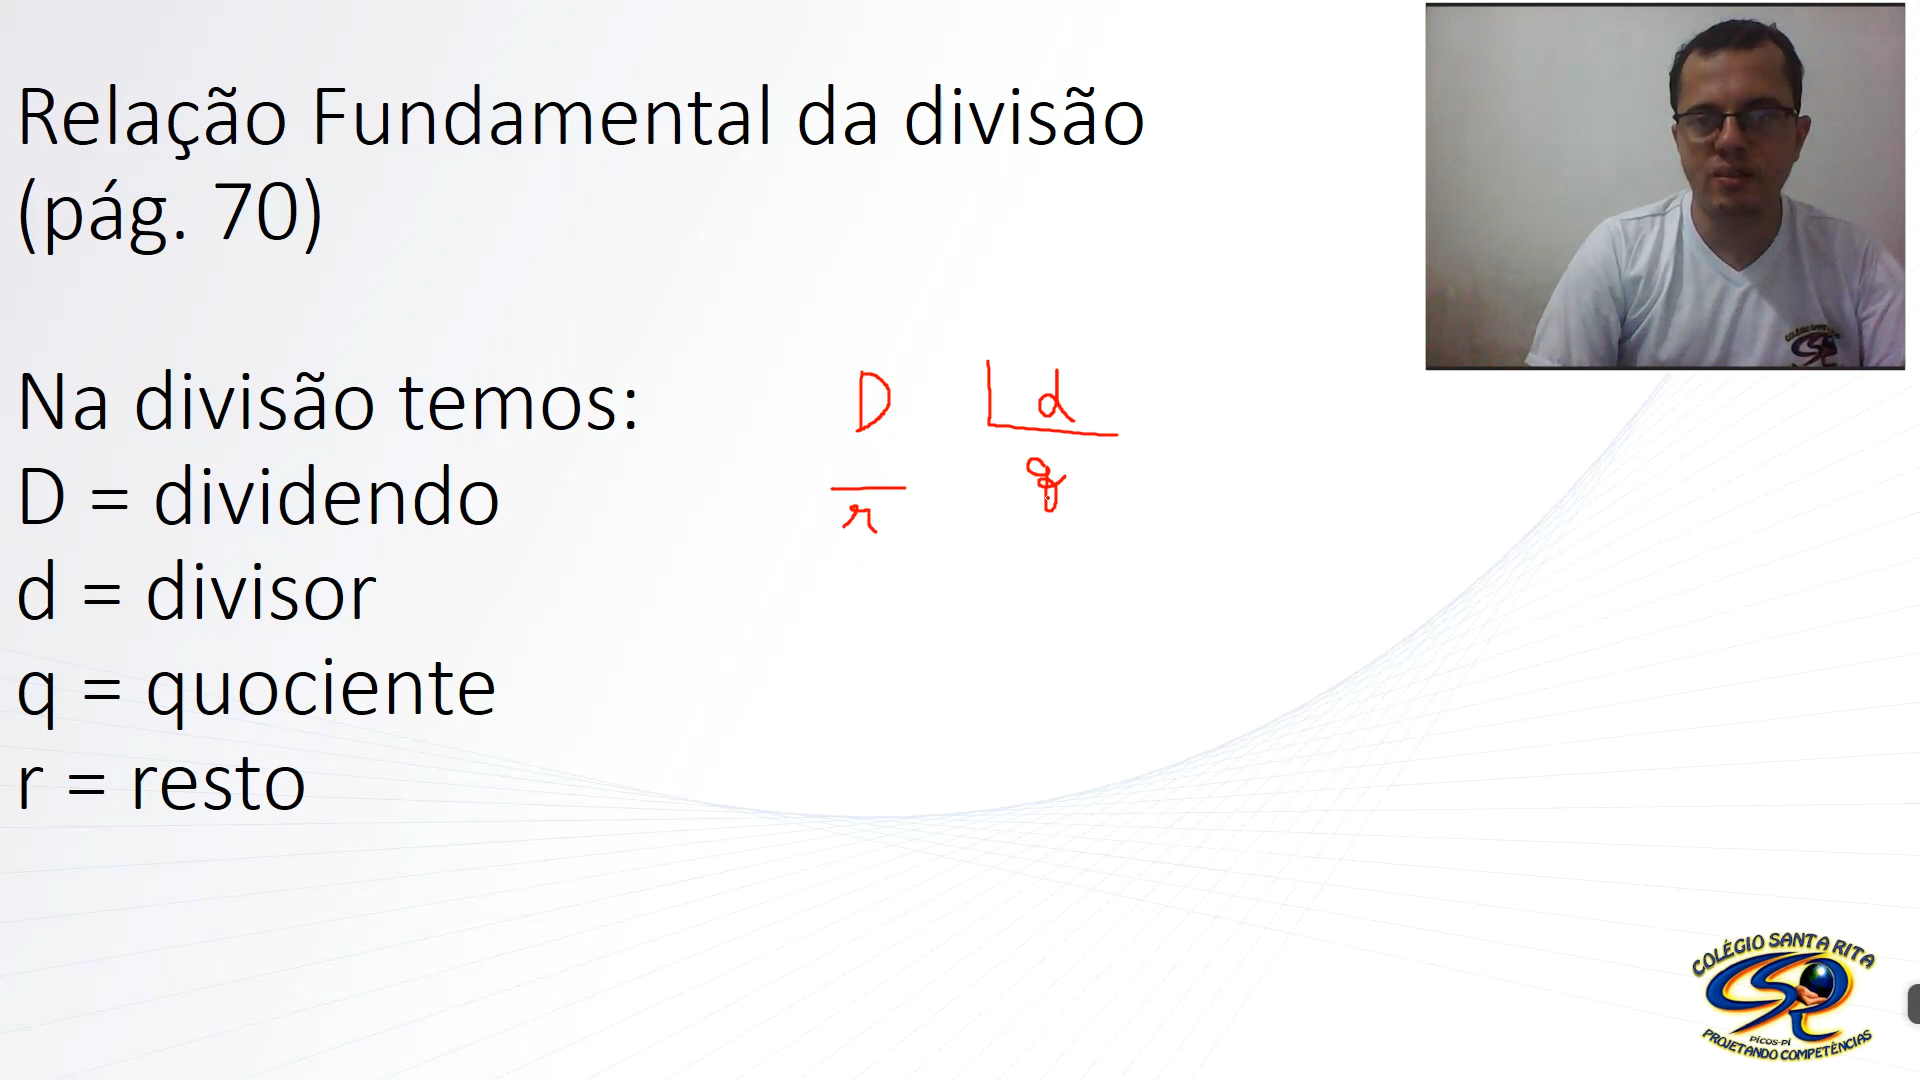 Relação Fundamental da divisão
(pág. 70)
Na divisão temos:
D = dividendo
d = divisor
q = quociente
r = resto
D d
r q
COLÉGIO SANTA RITA
PICOS-PI
PROJETANDO COMPETÊNCIAS